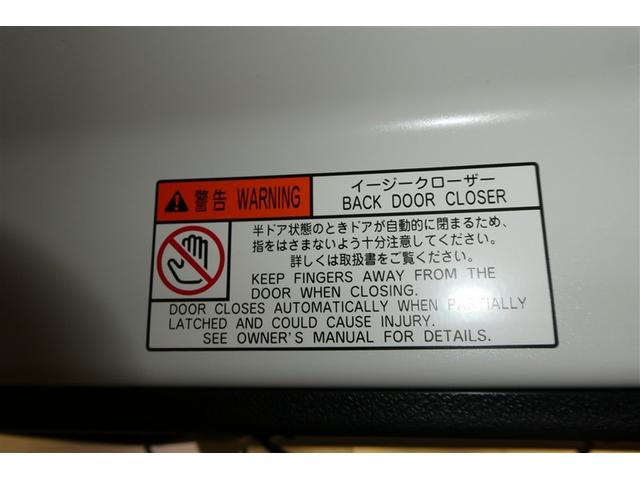 警告 WARNING
イージークローザー
BACK DOOR CLOSER
半ドア状態のときドアが自動的に閉まるため、
指をはさまないよう十分注意してください。
詳しくは取扱書をご覧ください。
KEEP FINGERS AWAY FROM THE
DOOR WHEN CLOSING.
DOOR CLOSES AUTOMATICALLY WHEN PARTIALLY
LATCHED AND COULD CAUSE INJURY.
SEE OWNER'S MANUAL FOR DETAILS.